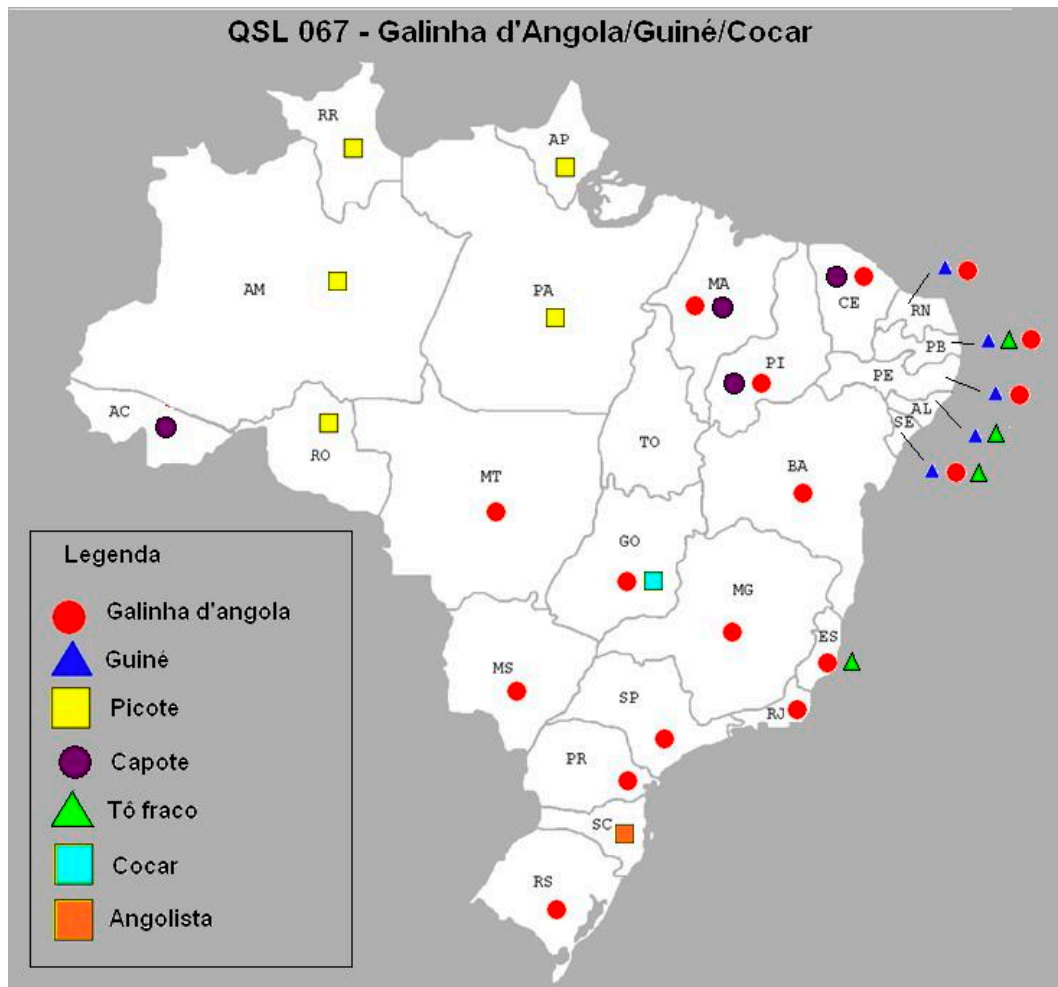 QSL 067 - Galinha d'Angola/Guiné/Cocar
RR
AP
AM
PA
MA
CE
RN
PB
PI
PE
AL
SE
AC
RO
TO
MT
BA
GO
MG
ES
MS
SP
RJ
PR
SC
RS
Legenda
Galinha d'angola
Guiné
Picote
Capote
Tô fraco
Cocar
Angolista